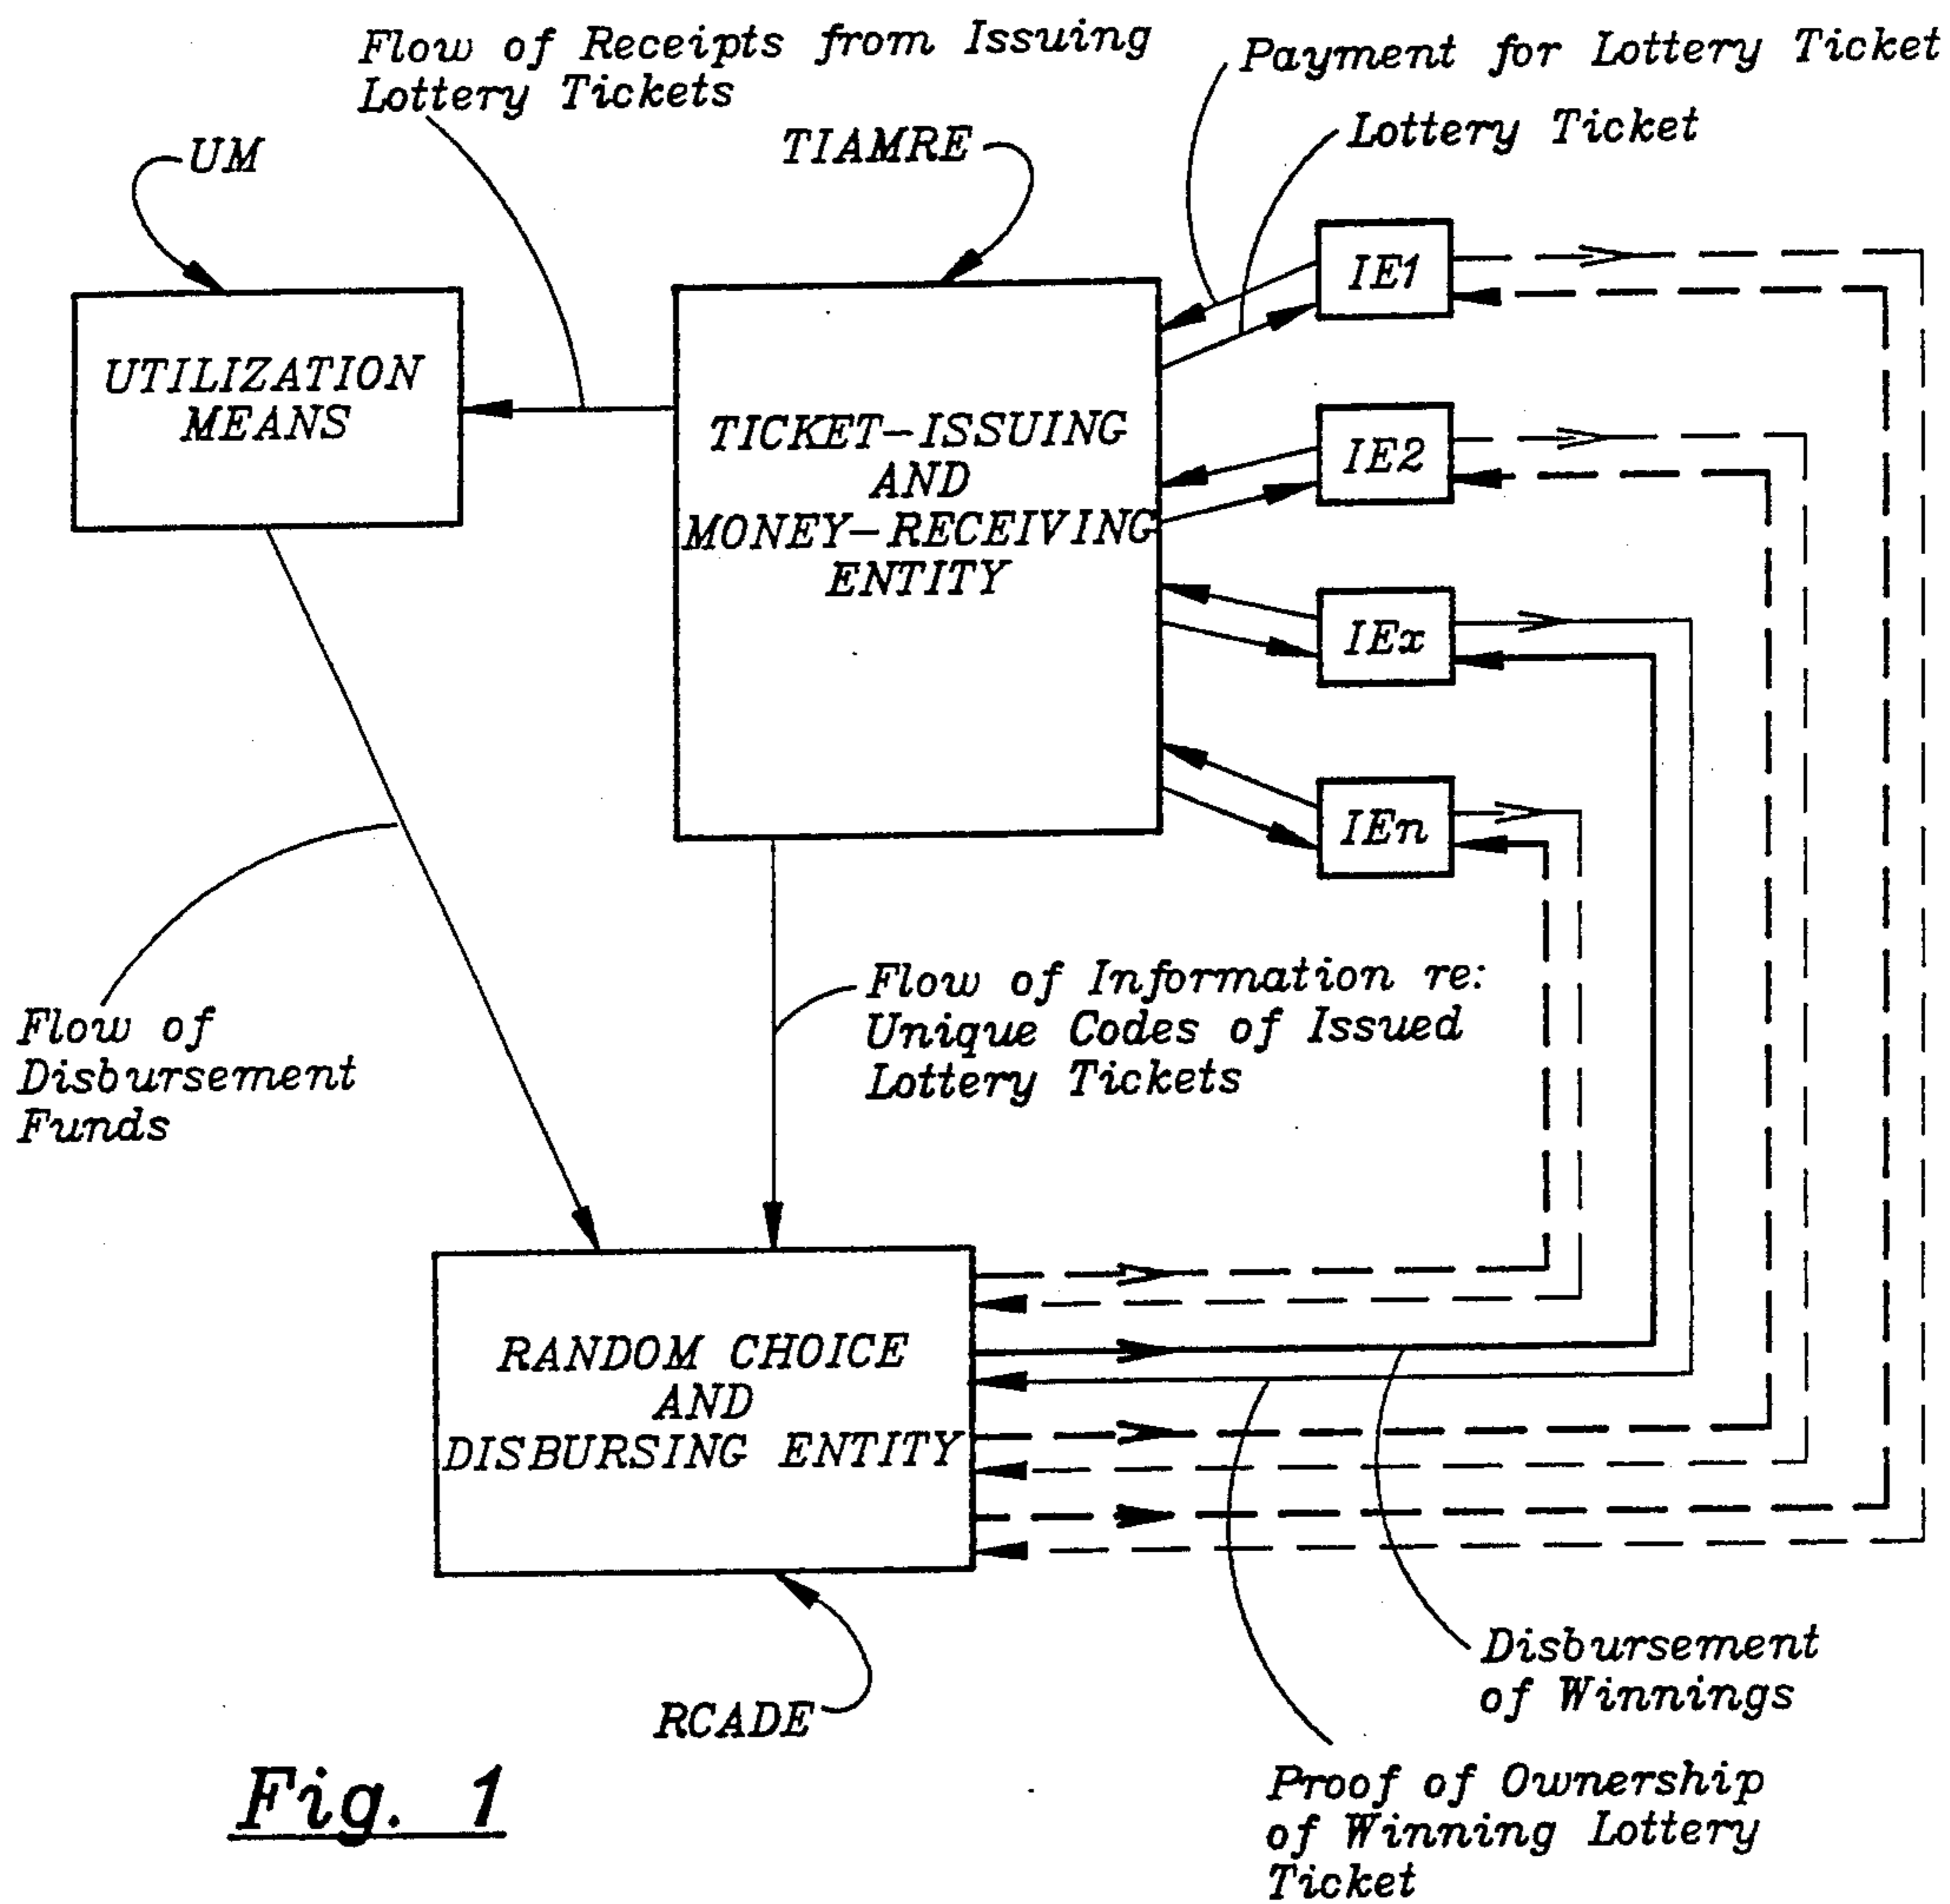 Flow of Receipts from Issuing
Lottery Tickets
Payment for Lottery Ticket
Lottery Ticket
UM
TIAMRE
IE1
UTILIZATION
MEANS
TICKET-ISSUING
AND
MONEY-RECEIVING
ENTITY
IE2
IEx
IEn
Flow of
Disbursement
Funds
Flow of Information re:
Unique Codes of Issued
Lottery Tickets
RANDOM CHOICE
AND
DISBURSING ENTITY
Disbursement
of Winnings
RCADE
Proof of Ownership
of Winning Lottery
Ticket
Fig. 1